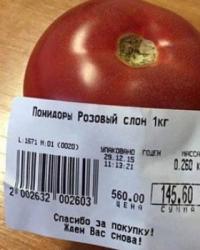 Помидоры Розовый слон 1кг
L:1671 M:01 (0020)
УПАКОВАНО ГОДЕН МАССА
29.12.15 0.260 к
11:13:21
2 002632 002603
560.00 145.60
ЦЕНА СУММА
Спасибо за покупку!
Ждем Вас снова!